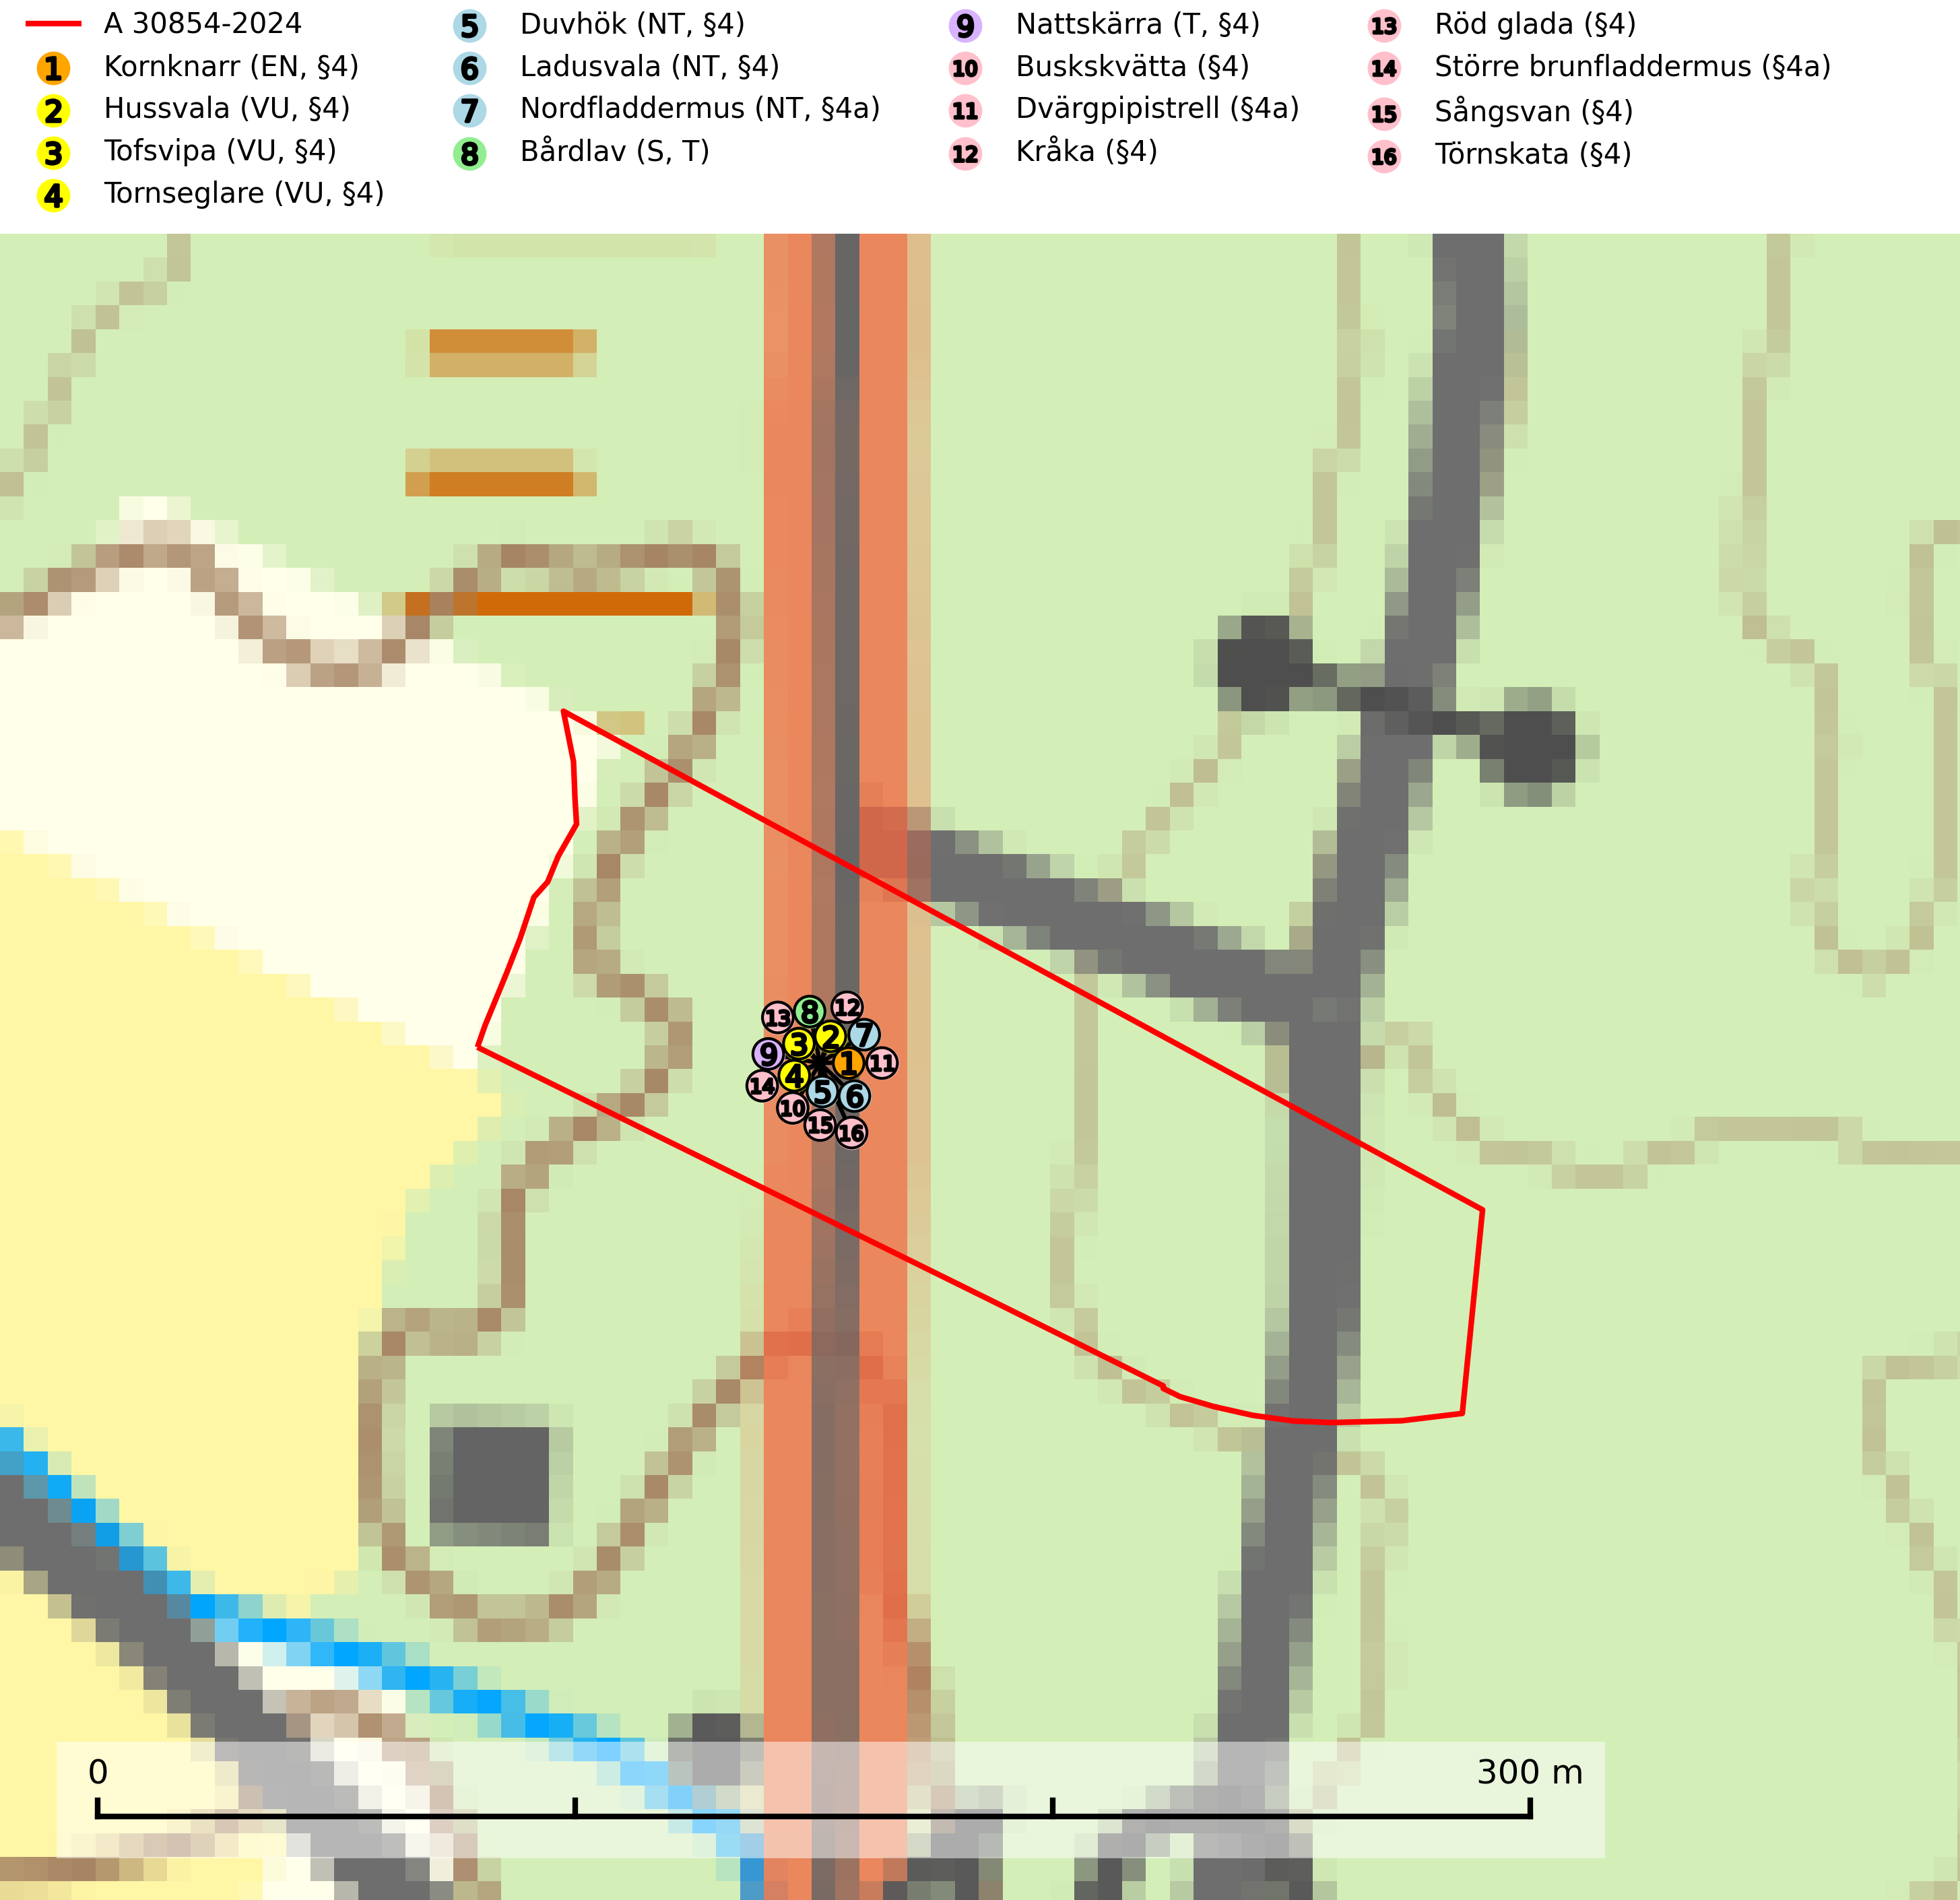 A 30854-2024
1 Kornknarr (EN, §4)
2 Hussvala (VU, §4)
3 Tofsvipa (VU, §4)
4 Tornseglare (VU, §4)
5 Duvhök (NT, §4)
6 Ladusvala (NT, §4)
7 Nordfladdermus (NT, §4a)
8 Bårdlav (S, T)
9 Nattskärra (T, §4)
10 Buskskvätta (§4)
11 Dvärgpipistrell (§4a)
12 Kråka (§4)
13 Röd glada (§4)
14 Större brunfladdermus (§4a)
15 Sångsvan (§4)
16 Törnskata (§4)
13 8 12
3 2 7
9 1 11
14 4 5 6
10 15 16
0 300 m